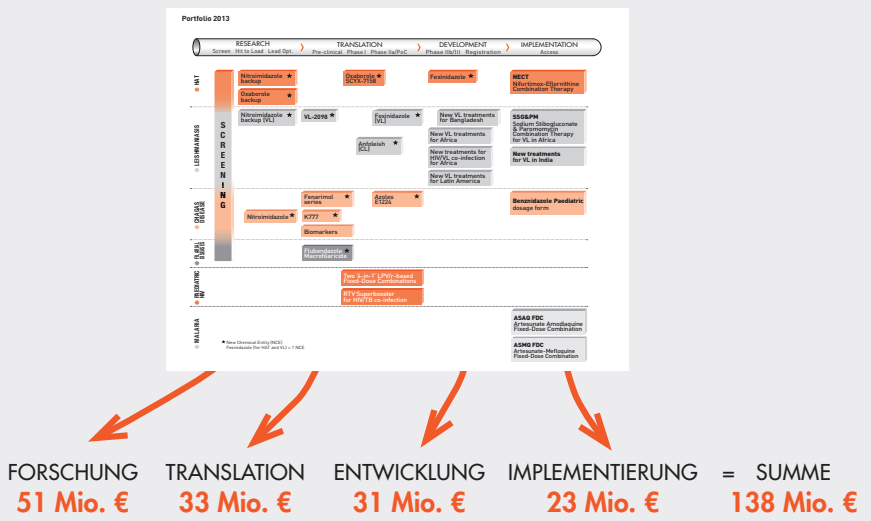 Portfolio 2013
RESEARCH
TRANSLATION
DEVELOPMENT
IMPLEMENTATION
Screen Hit to Lead Lead Opt.
Pre-clinical Phase I Phase IIa/PoC
Phase IIb/III Registration
Access
HAT
SCREENING
Nitroimidazole ★
backup
Oxaborole ★
backup
Oxaborole ★
SCYX-7158
Fexinidazole ★
NECT
Nifurtimox-Eflornithine
Combination Therapy
LEISHMANIASIS
Nitroimidazole ★
backup (VL)
VL-2098 ★
Fexinidazole ★
(VL)
Anfoleish ★
(CL)
New VL treatments
for Bangladesh
New VL treatments
for Africa
New treatments for
HIV/VL co-infection
for Africa
New VL treatments
for Latin America
SSG&PM
Sodium Stibogluconate
& Paromomycin
Combination Therapy
for VL in Africa
New treatments
for VL in India
CHAGAS
DISEASE
Nitroimidazole ★
Fenarimol ★
series
K777 ★
Biomarkers
Azoles ★
E1224
Benznidazole Paediatric
dosage form
FILARIAL
Flubendazole ★
Macrofilaricide
PAEDIATRIC
HIV
Two '4-in-1' LPV/r-based
Fixed-Dose Combinations
RTV Superbooster
for HIV/TB co-infection
MALARIA
ASAQ FDC
Artesunate Amodiaquine
Fixed-Dose Combination
ASMQ FDC
Artesunate-Mefloquine
Fixed-Dose Combination
★ New Chemical Entity (NCE)
Fexinidazole (for HAT and VL) = 1 NCE
FORSCHUNG
51 Mio. €
TRANSLATION
33 Mio. €
ENTWICKLUNG
31 Mio. €
IMPLEMENTIERUNG
23 Mio. €
= SUMME
138 Mio. €